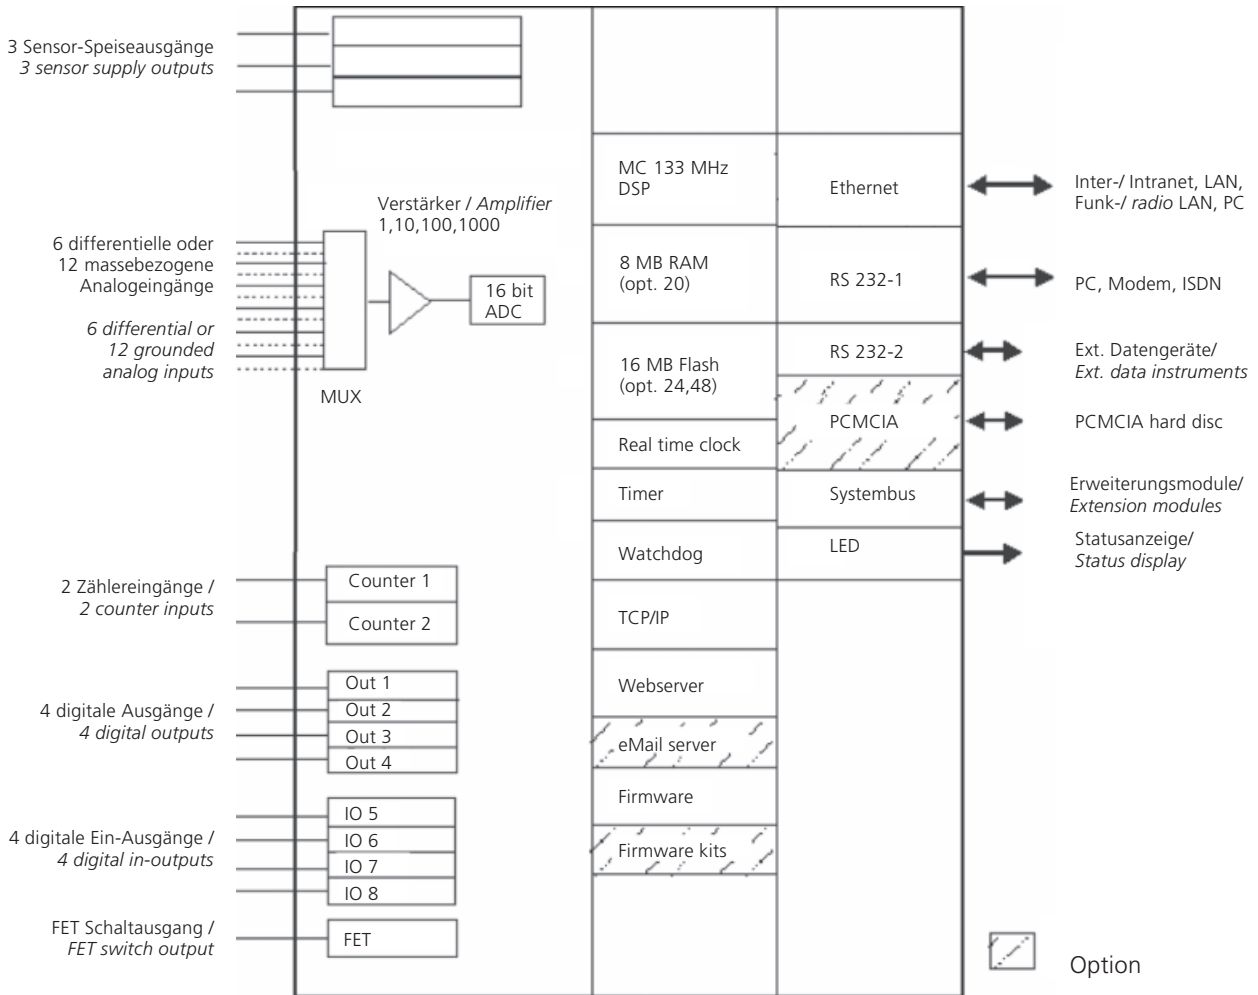 3 Sensor-Speiseausgänge
3 sensor supply outputs
Verstärker / Amplifier
1,10,100,1000
6 differentielle oder
12 massebezogene
Analogeingänge
6 differential or
12 grounded
analog inputs
16 bit
ADC
MUX
2 Zählereingänge /
2 counter inputs
Counter 1
Counter 2
4 digitale Ausgänge /
4 digital outputs
Out 1
Out 2
Out 3
Out 4
4 digitale Ein-Ausgänge /
4 digital in-outputs
IO 5
IO 6
IO 7
IO 8
FET Schaltausgang /
FET switch output
FET
MC 133 MHz
DSP
8 MB RAM
(opt. 20)
16 MB Flash
(opt. 24,48)
Real time clock
Timer
Watchdog
TCP/IP
Webserver
eMail server
Firmware
Firmware kits
Ethernet
RS 232-1
RS 232-2
PCMCIA
Systembus
LED
Inter-/ Intranet, LAN,
Funk-/ radio LAN, PC
PC, Modem, ISDN
Ext. Datengeräte/
Ext. data instruments
PCMCIA hard disc
Erweiterungsmodule/
Extension modules
Statusanzeige/
Status display
Option